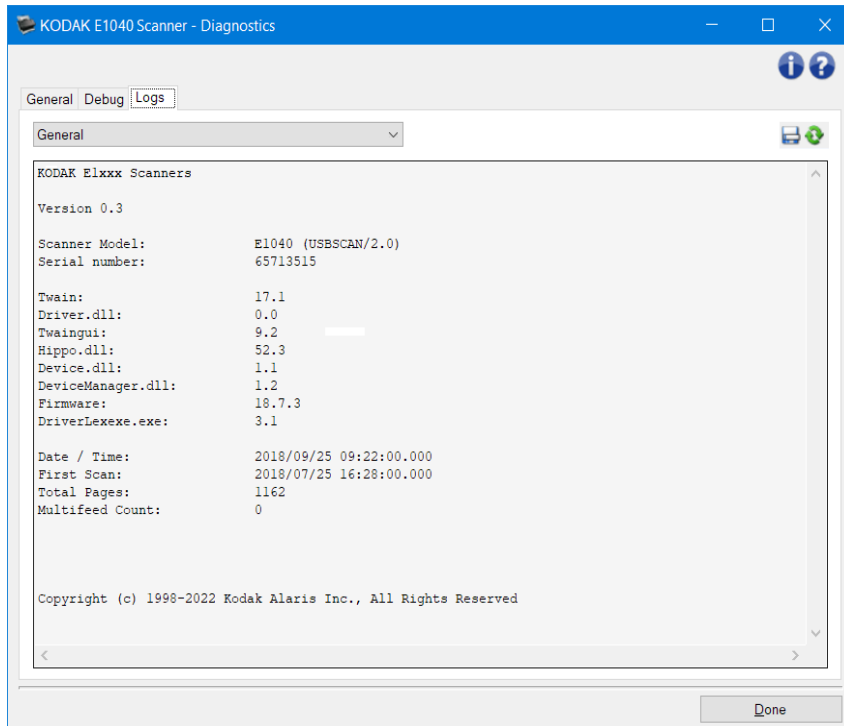 KODAK E1040 Scanner - Diagnostics
General Debug Logs
General
KODAK E1xxx Scanners
Version 0.3
Scanner Model: E1040 (USBSCAN/2.0)
Serial number: 65713515
Twain: 17.1
Driver.dll: 0.0
Twaingui: 9.2
Hippo.dll: 52.3
Device.dll: 1.1
DeviceManager.dll: 1.2
Firmware: 18.7.3
DriverLexexe.exe: 3.1
Date / Time: 2018/09/25 09:22:00.000
First Scan: 2018/07/25 16:28:00.000
Total Pages: 1162
Multifeed Count: 0
Copyright (c) 1998-2022 Kodak Alaris Inc., All Rights Reserved
Done